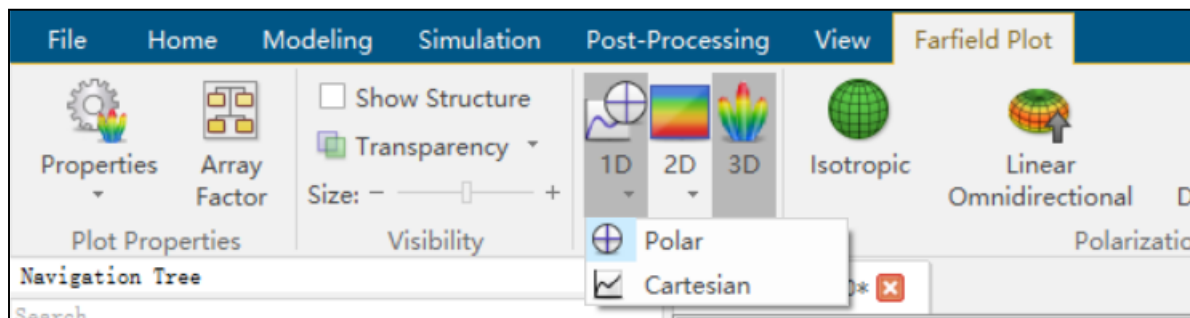 File Home Modeling Simulation Post-Processing View Farfield Plot
Show Structure
Transparency
Properties Array Factor
Size: − +
1D 2D 3D
Isotropic Linear Omnidirectional
Plot Properties Visibility
Polar
Cartesian
Navigation Tree
Search